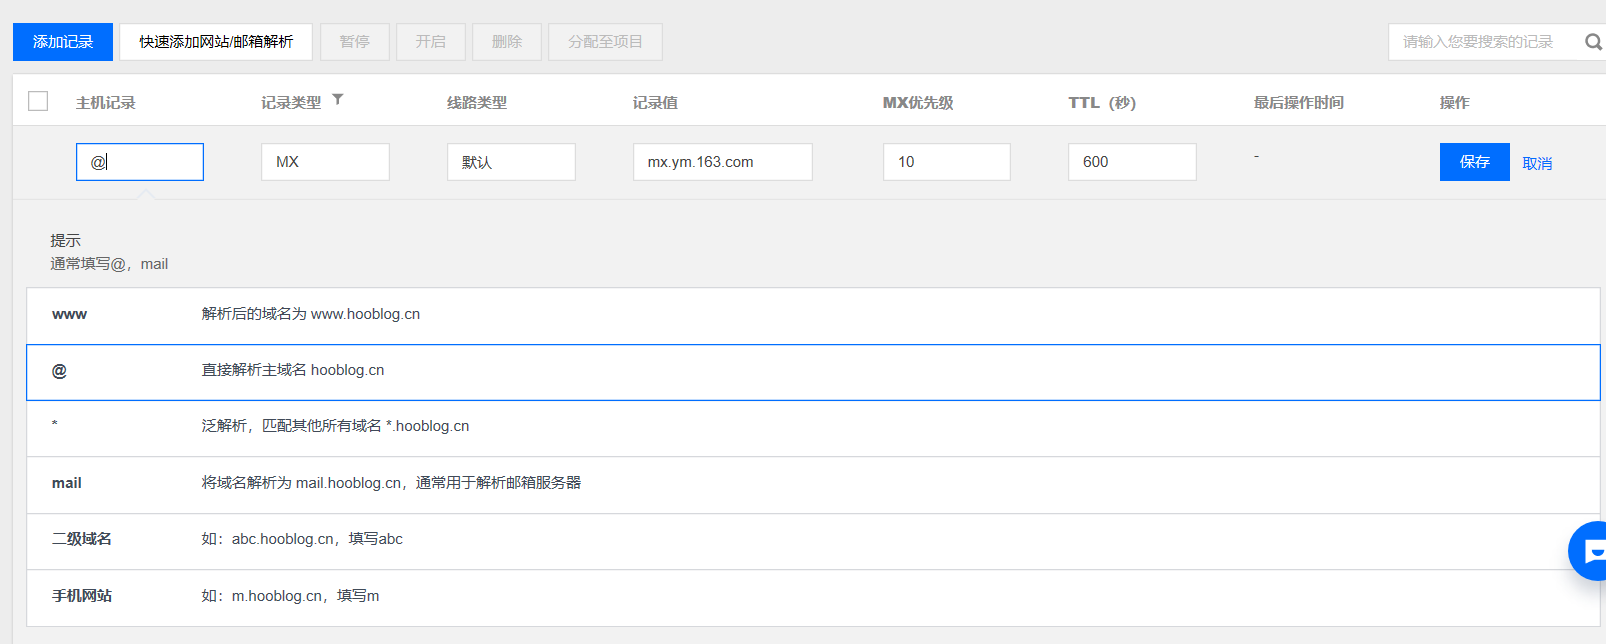 添加记录 快速添加网站/邮箱解析 暂停 开启 删除 分配至项目 请输入您要搜索的记录
主机记录 记录类型 线路类型 记录值 MX优先级 TTL（秒） 最后操作时间 操作
@ MX 默认 mx.ym.163.com 10 600 - 保存 取消
提示
通常填写@，mail
www 解析后的域名为 www.hooblog.cn
@ 直接解析主域名 hooblog.cn
* 泛解析，匹配其他所有域名 *.hooblog.cn
mail 将域名解析为 mail.hooblog.cn，通常用于解析邮箱服务器
二级域名 如：abc.hooblog.cn，填写abc
手机网站 如：m.hooblog.cn，填写m